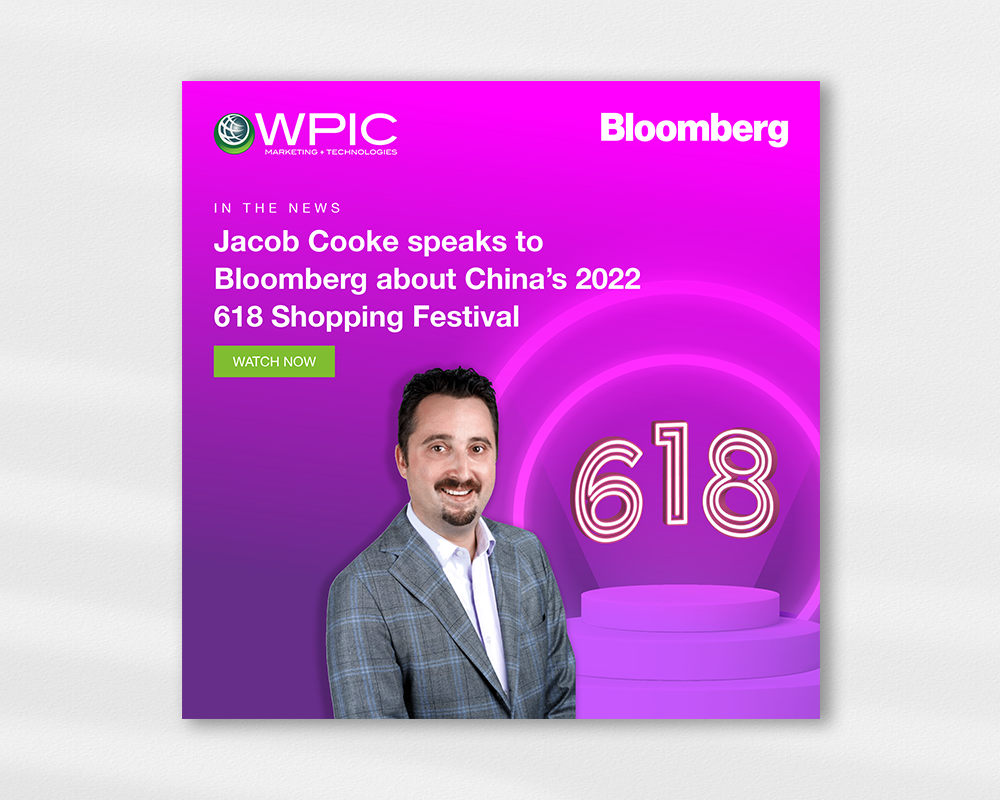 WPIC
MARKETING + TECHNOLOGIES
Bloomberg
IN THE NEWS
Jacob Cooke speaks to
Bloomberg about China’s 2022
618 Shopping Festival
WATCH NOW
618